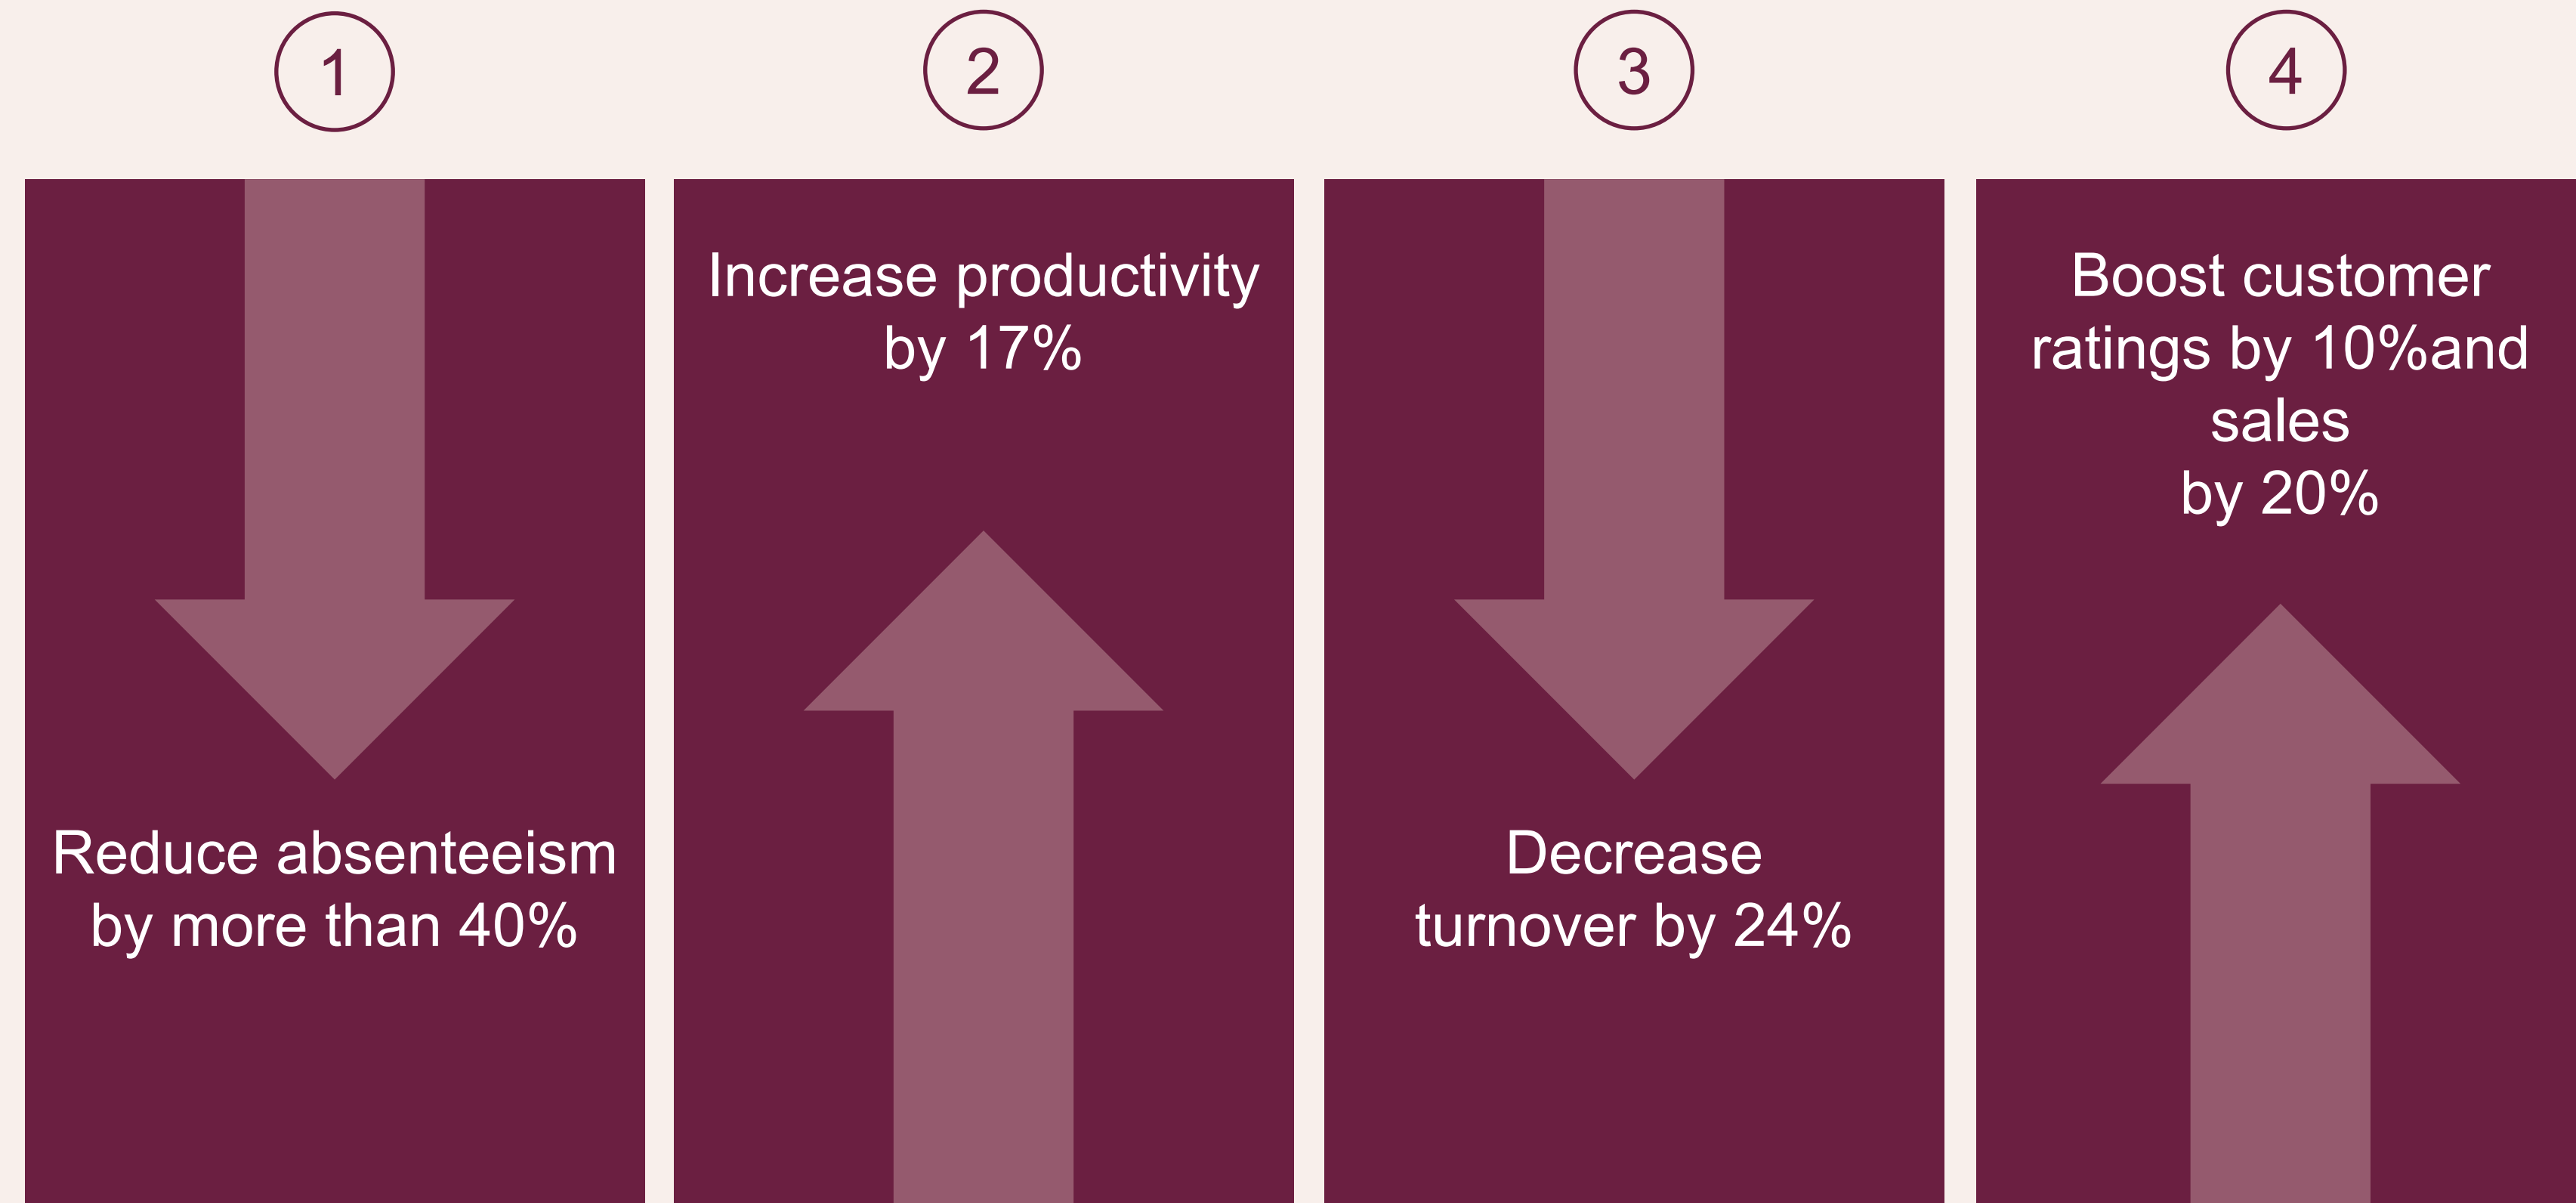 1
Reduce absenteeism
by more than 40%
2
Increase productivity
by 17%
3
Decrease
turnover by 24%
4
Boost customer
ratings by 10%and
sales
by 20%